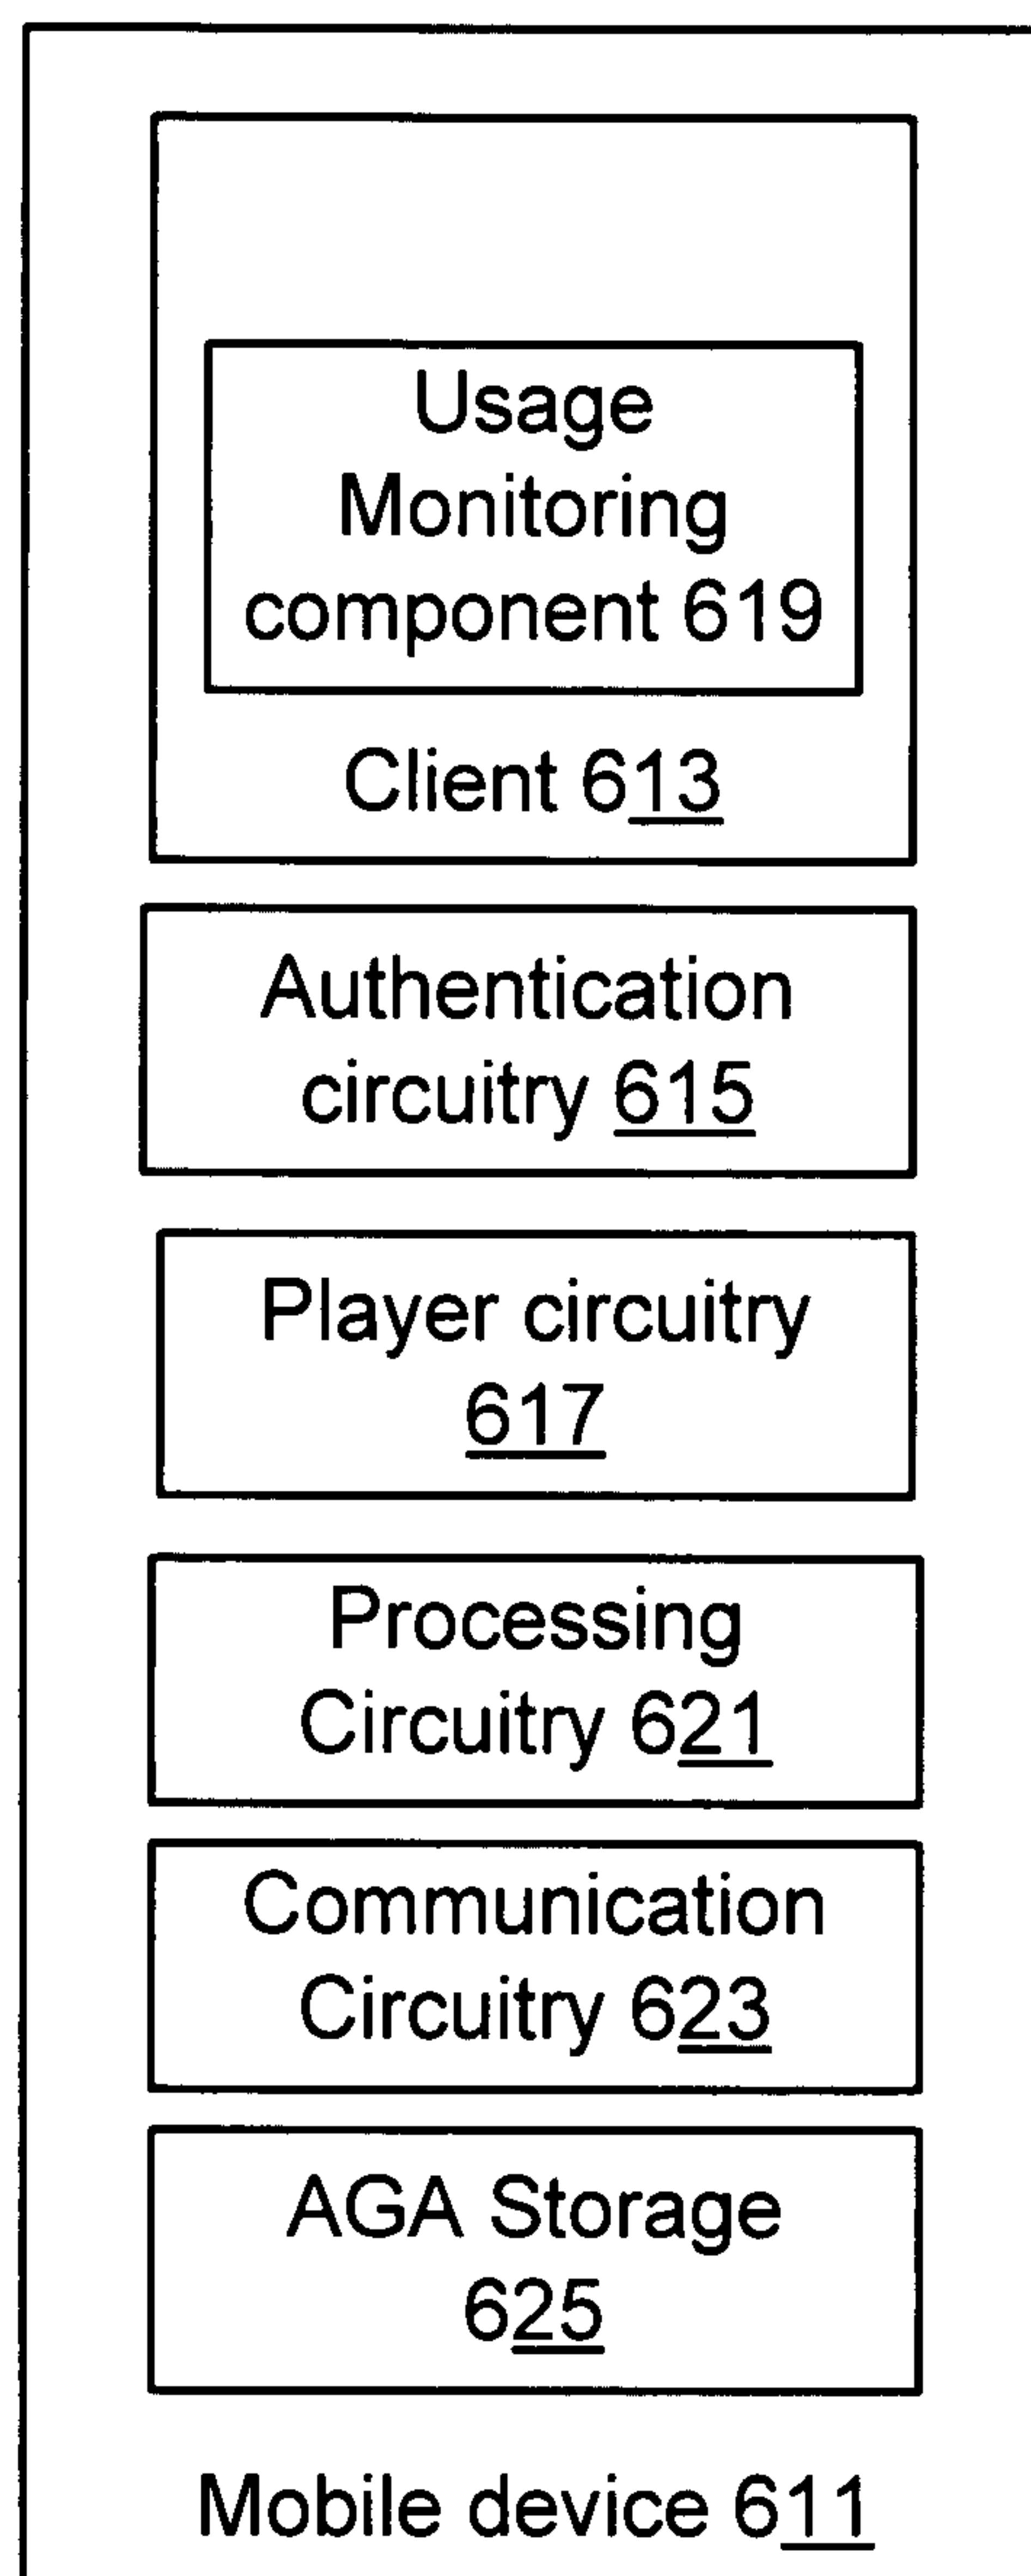 Usage
Monitoring
component 619
Client 613
Authentication
circuitry 615
Player circuitry
617
Processing
Circuitry 621
Communication
Circuitry 623
AGA Storage
625
Mobile device 611